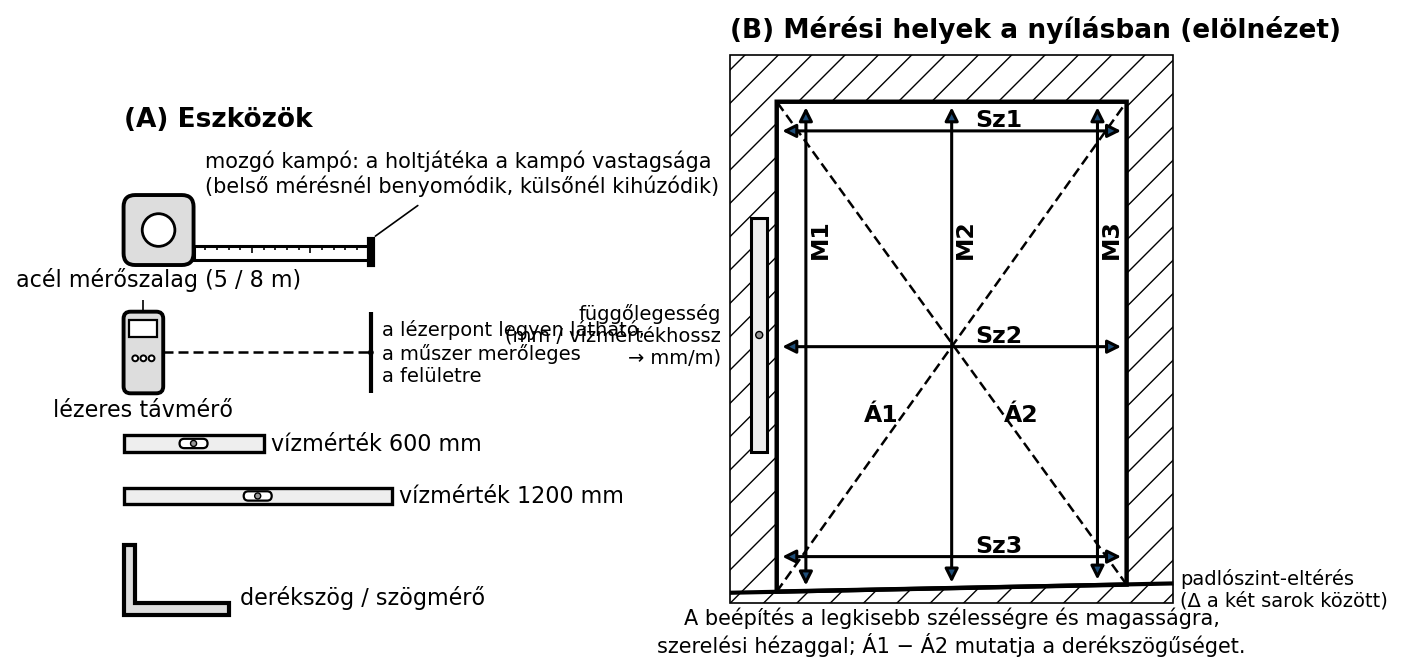 (A) Eszközök
mozgó kampó: a holtjátéka a kampó vastagsága
(belső mérésnél benyomódik, külsőnél kihúzódik)
acél mérőszalag (5 / 8 m)
a lézerpont legyen látható,
a műszer merőleges
a felületre
lézeres távmérő
vízmérték 600 mm
vízmérték 1200 mm
derékszög / szögmérő
(B) Mérési helyek a nyílásban (elölnézet)
függőlegesség
(mm / vízmértékhossz
→ mm/m)
Sz1
M1
M2
M3
Sz2
Á1
Á2
Sz3
padlószint-eltérés
(Δ a két sarok között)
A beépítés a legkisebb szélességre és magasságra,
szerelési hézaggal; Á1 − Á2 mutatja a derékszögűséget.